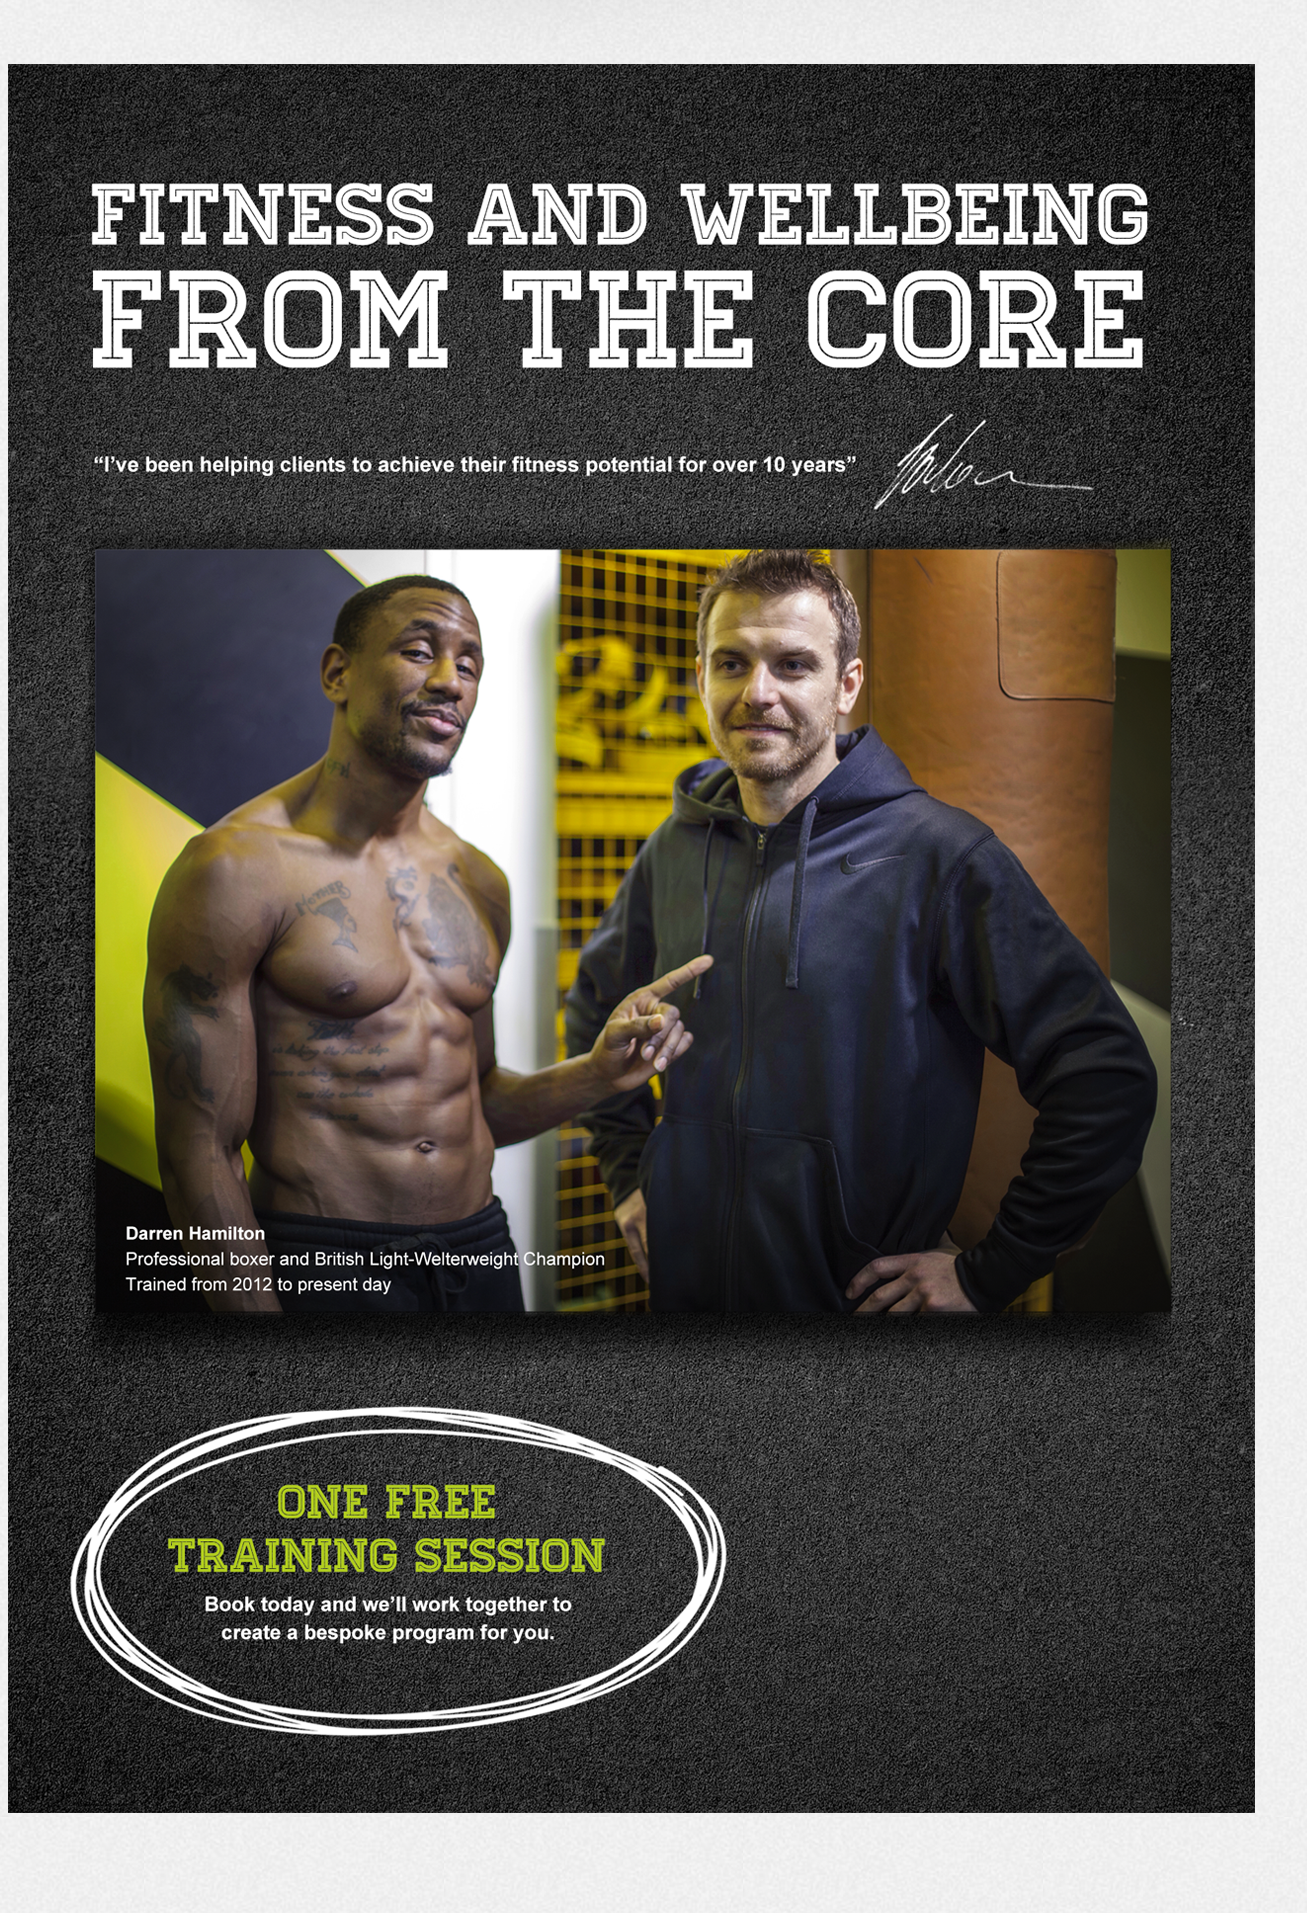 FITNESS AND WELLBEING
FROM THE CORE
“I’ve been helping clients to achieve their fitness potential for over 10 years”
Darren Hamilton
Professional boxer and British Light-Welterweight Champion
Trained from 2012 to present day
ONE FREE
TRAINING SESSION
Book today and we’ll work together to
create a bespoke program for you.